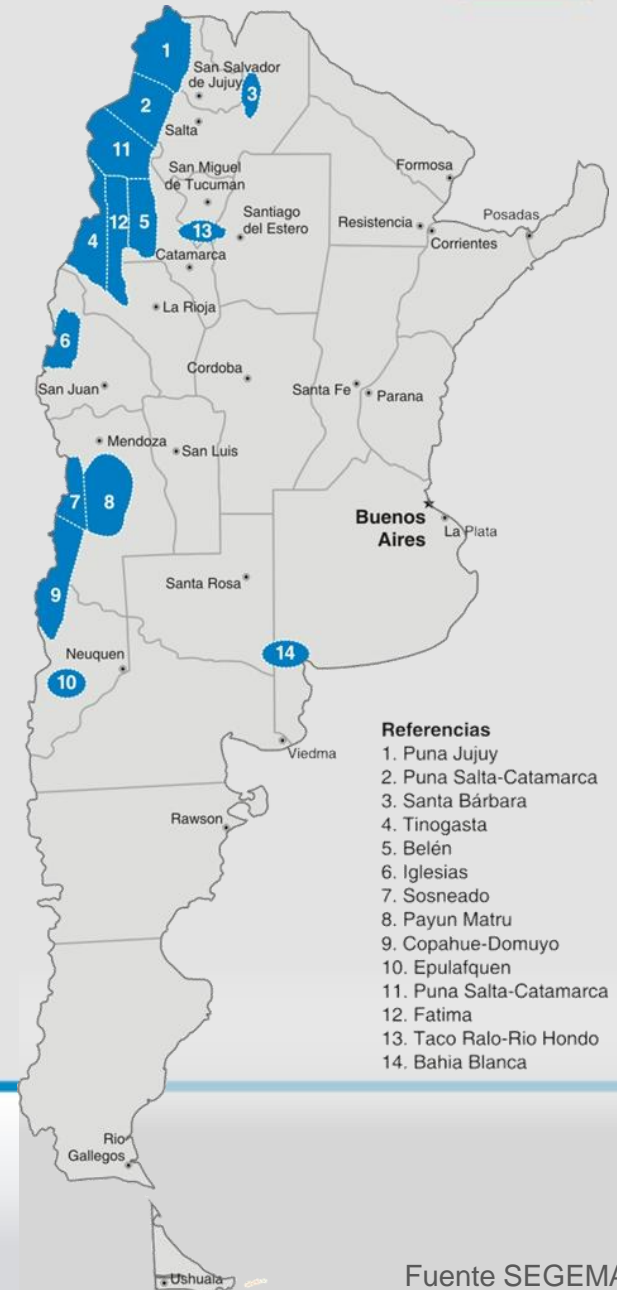 1
San Salvador
de Jujuy
2
3
Salta
11
San Miguel
de Tucumán
Formosa
4
12
5
13
Santiago
del Estero
Resistencia
Corrientes
Posadas
Catamarca
La Rioja
6
Cordoba
San Juan
Santa Fe
Parana
Mendoza
San Luis
7
8
Buenos
Aires
La Plata
9
Santa Rosa
Neuquen
14
10
Viedma
Rawson
Referencias
1. Puna Jujuy
2. Puna Salta-Catamarca
3. Santa Bárbara
4. Tinogasta
5. Belén
6. Iglesias
7. Sosneado
8. Payun Matru
9. Copahue-Domuyo
10. Epulafquen
11. Puna Salta-Catamarca
12. Fatima
13. Taco Ralo-Rio Hondo
14. Bahia Blanca
Rio
Gallegos
Ushuaia
Fuente SEGEMA